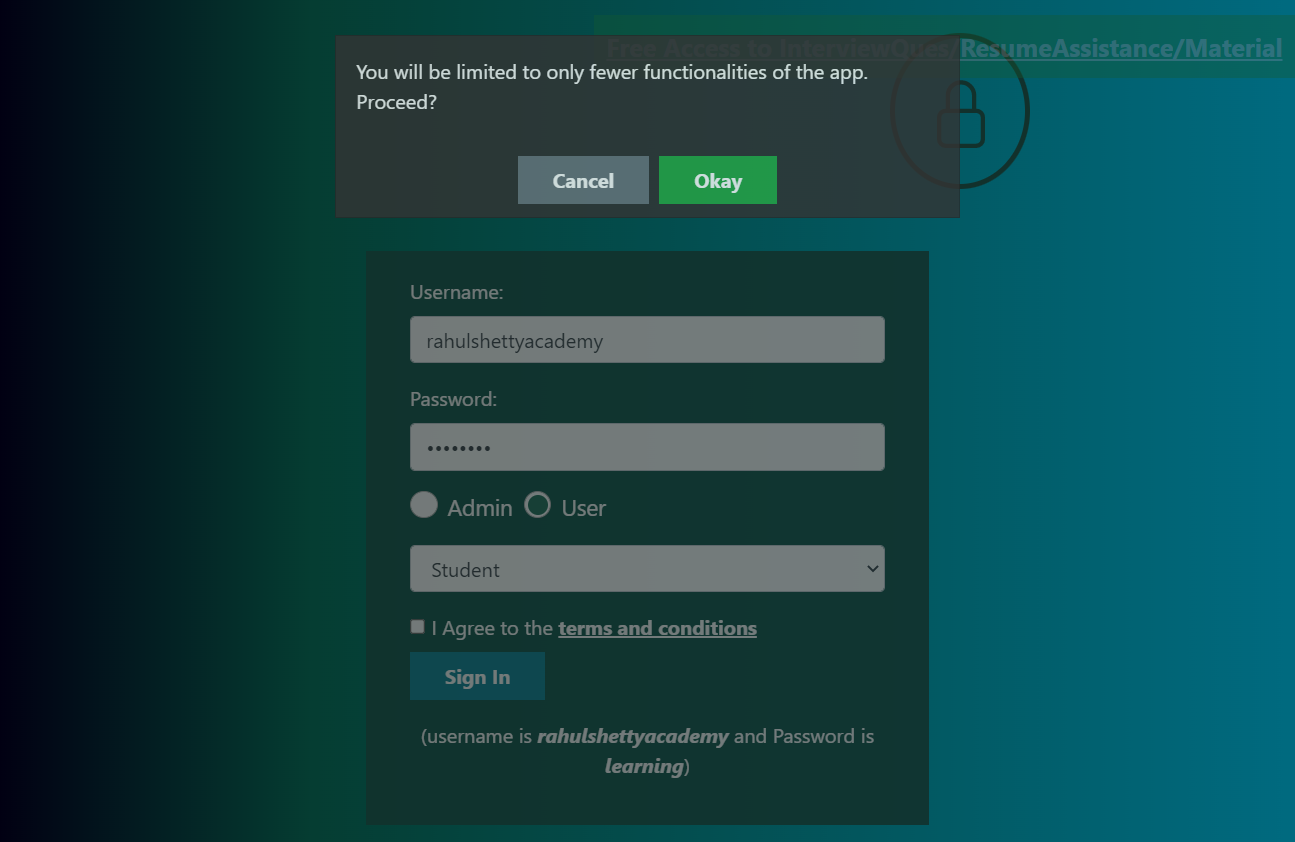 Free Access to InterviewQues/ResumeAssistance/Material
You will be limited to only fewer functionalities of the app.
Proceed?
Cancel Okay
Username:
rahulshettyacademy
Password:
••••••••
Admin User
Student
I Agree to the terms and conditions
Sign In
(username is rahulshettyacademy and Password is
learning)